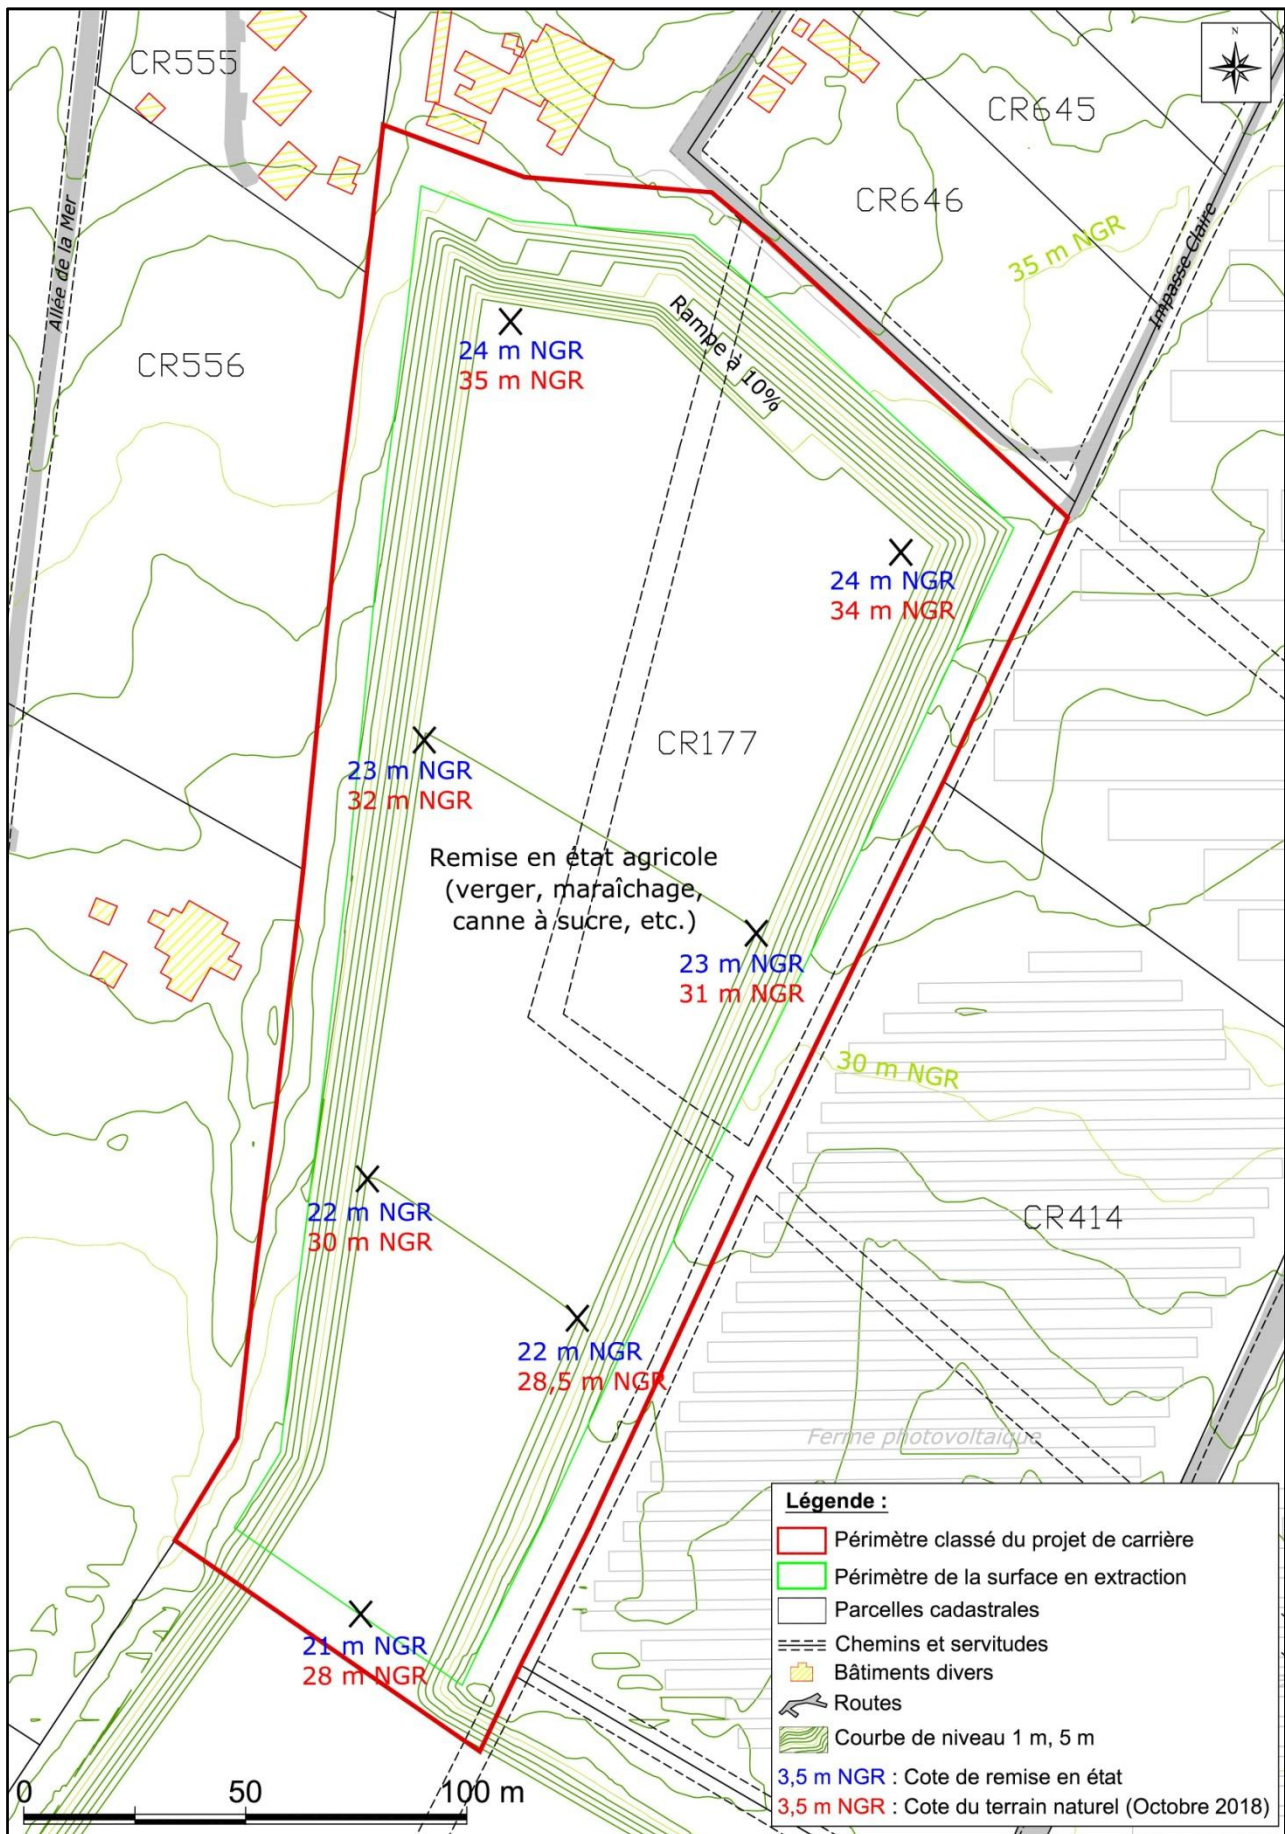 N
CR555
CR645
CR646
Allée de la Mer
35 m NGR
Impasse Claire
CR556
24 m NGR
35 m NGR
Rampe à 10%
24 m NGR
34 m NGR
CR177
23 m NGR
32 m NGR
Remise en état agricole
(verger, maraîchage,
canne à sucre, etc.)
23 m NGR
31 m NGR
30 m NGR
22 m NGR
30 m NGR
CR414
22 m NGR
28,5 m NGR
Ferme photovoltaique
21 m NGR
28 m NGR
Légende :
Périmètre classé du projet de carrière
Périmètre de la surface en extraction
Parcelles cadastrales
Chemins et servitudes
Bâtiments divers
Routes
Courbe de niveau 1 m, 5 m
3,5 m NGR : Cote de remise en état
3,5 m NGR : Cote du terrain naturel (Octobre 2018)
0 50 100 m